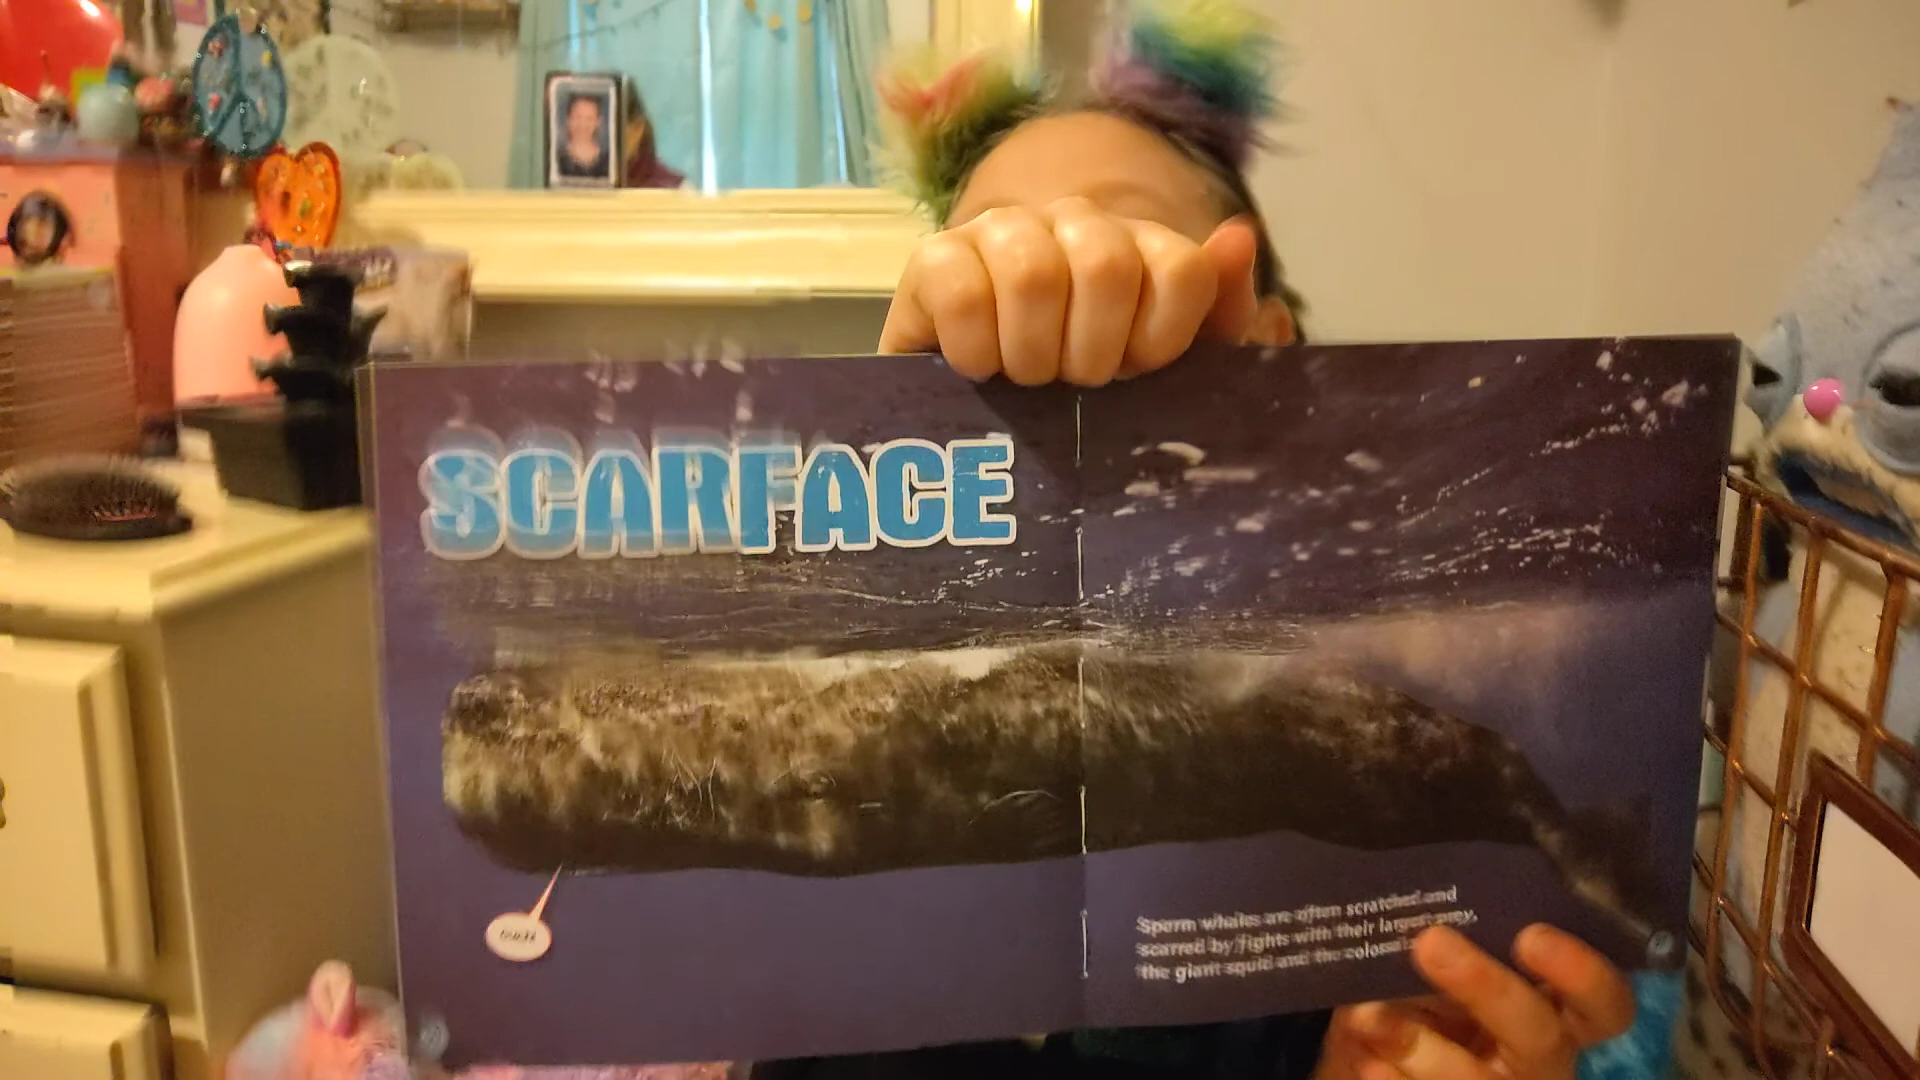 SCARFACE
Sperm whales are often scratched and
scarred by fights with their largest prey,
the giant squid and the colossal